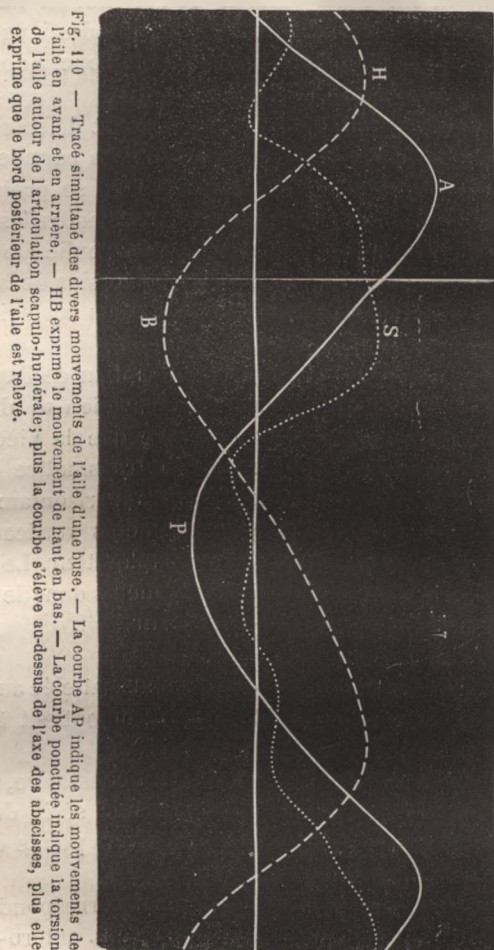 H
A
S
B
P
Fig. 110 — Tracé simultané des divers mouvements de l'aile d'une buse. — La courbe AP indique les mouvements de
l'aile en avant et en arrière. — HB exprime le mouvement de haut en bas. — La courbe ponctuée indique la torsion
de l'aile autour de l articulation scapulo-humérale; plus la courbe s'élève au-dessus de l'axe des abscisses, plus elle
exprime que le bord postérieur de l'aile est relevé.